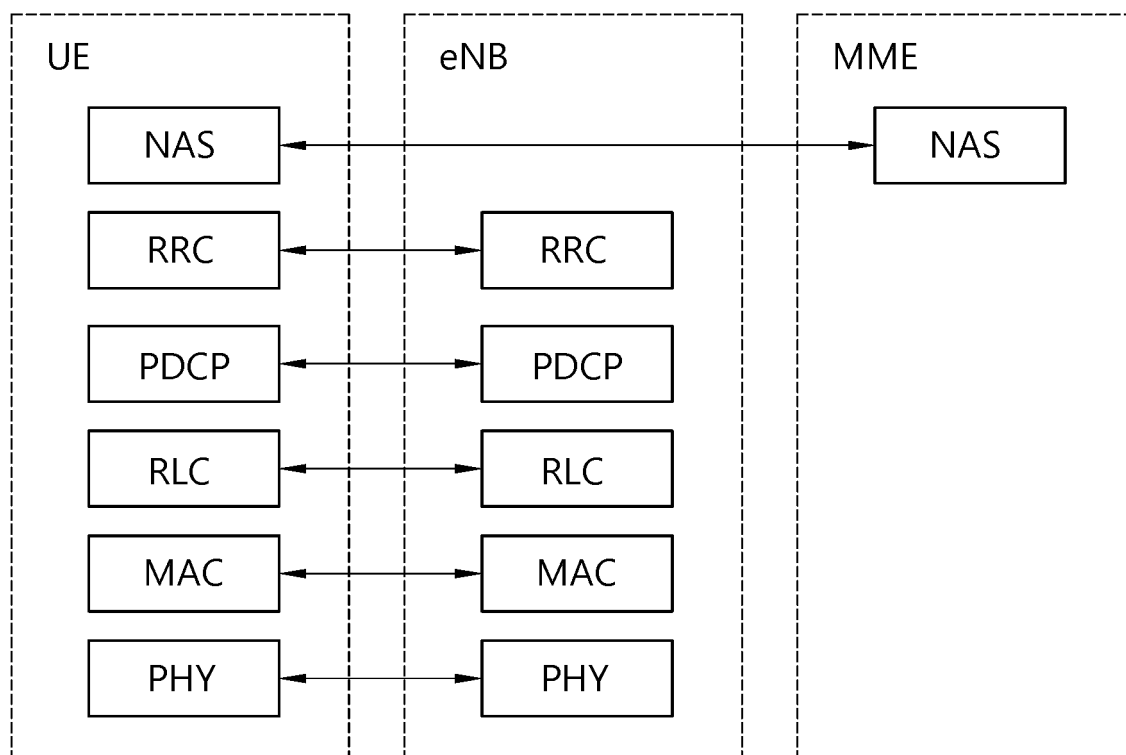 UE eNB MME
NAS NAS
RRC RRC
PDCP PDCP
RLC RLC
MAC MAC
PHY PHY